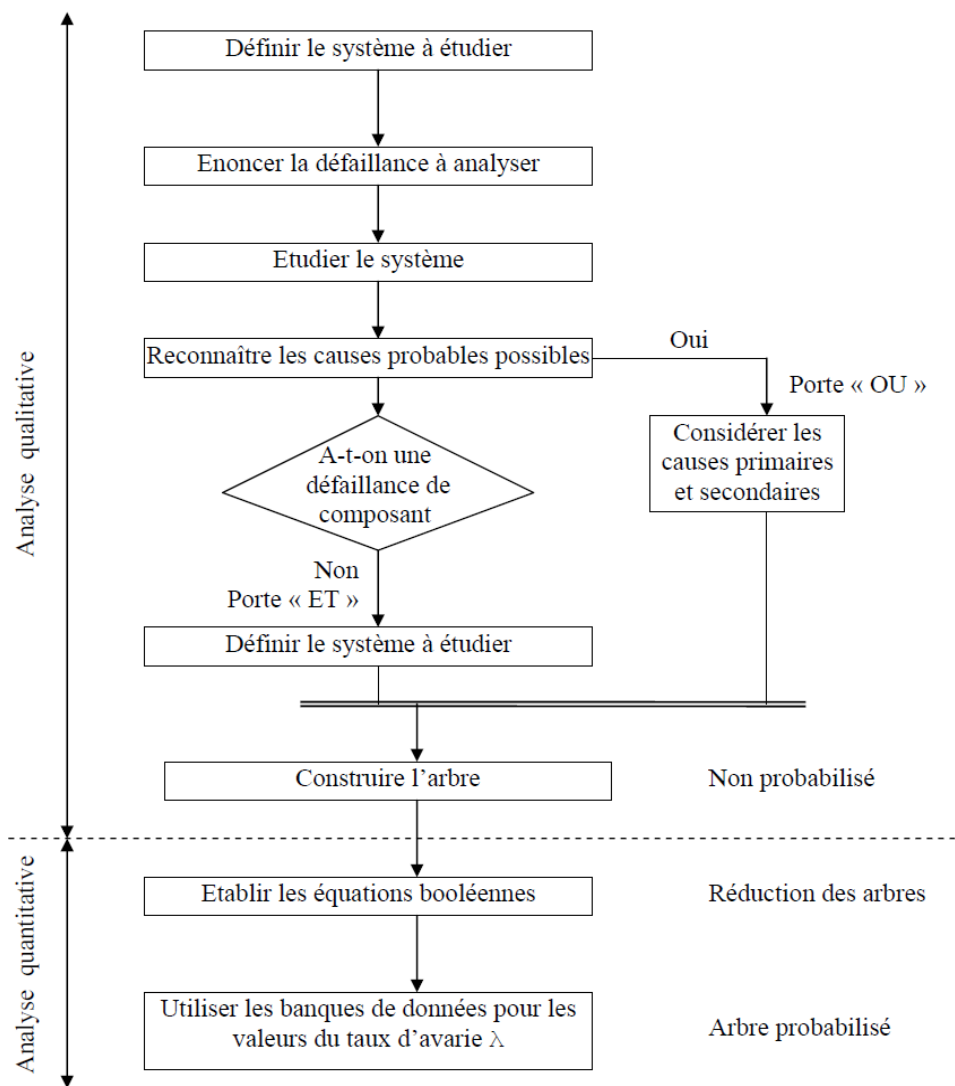 Définir le système à étudier
Enoncer la défaillance à analyser
Etudier le système
Reconnaître les causes probables possibles
Oui
Porte « OU »
Considérer les
causes primaires
et secondaires
A-t-on une
défaillance de
composant
Non
Porte « ET »
Définir le système à étudier
Construire l’arbre
Non probabilisé
Analyse qualitative
Etablir les équations booléennes
Réduction des arbres
Utiliser les banques de données pour les
valeurs du taux d’avarie λ
Arbre probabilisé
Analyse quantitative